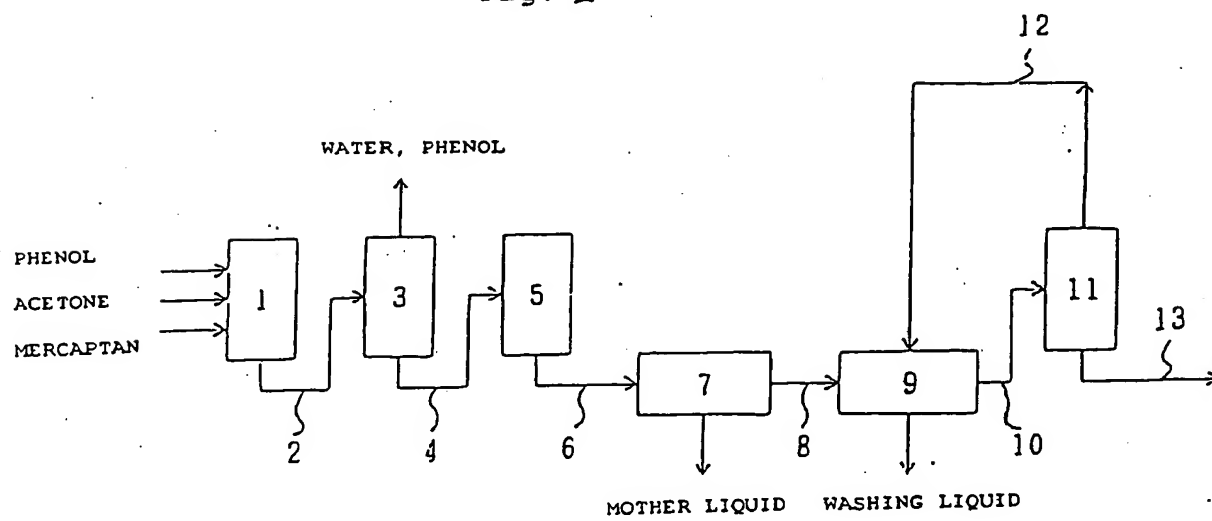 12
WATER, PHENOL
PHENOL
ACETONE
MERCAPTAN
1
3
5
11
13
7
9
2
4
6
8
10
MOTHER LIQUID WASHING LIQUID